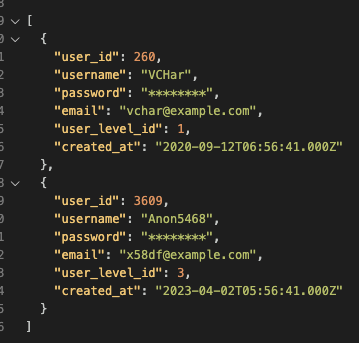 [
{
"user_id": 260,
"username": "VCHar",
"password": "********",
"email": "vchar@example.com",
"user_level_id": 1,
"created_at": "2020-09-12T06:56:41.000Z"
},
{
"user_id": 3609,
"username": "Anon5468",
"password": "********",
"email": "x58df@example.com",
"user_level_id": 3,
"created_at": "2023-04-02T05:56:41.000Z"
}
]